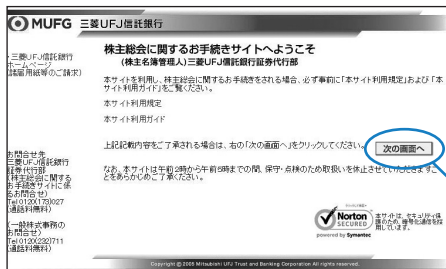 MUFG 三菱UFJ信託銀行
・三菱UFJ信託銀行
ホームページ
(諸届用紙等のご請求)
株主総会に関するお手続きサイトへようこそ
(株主名簿管理人)三菱UFJ信託銀行証券代行部
本サイトを利用し、株主総会に関するお手続きをされる場合、必ず事前に「本サイト利用規定」および「本
サイト利用ガイド」をご覧ください。
本サイト利用規定
本サイト利用ガイド
上記記載内容をご了承される場合は、右の「次の画面へ」をクリックしてください。
次の画面へ
なお、本サイトは午前2時から午前5時までの間、保守・点検のため取扱いを休止させていただきますこ
とをあらかじめご了承ください。
お問合せ先
三菱UFJ信託銀行
証券代行部
(株主総会に関する
お手続きサイトに係
るお問合せ)
Tel0120(173)027
(通話料無料)
(一般株式事務の
お問合せ)
Tel0120(232)711
(通話料無料)
Norton
SECURED
powered by Symantec
本サイトは、セキュリティ保
護のため、暗号化通信を採
用しています。
Copyright © 2005 Mitsubishi UFJ Trust and Banking Corporation All rights reserved.